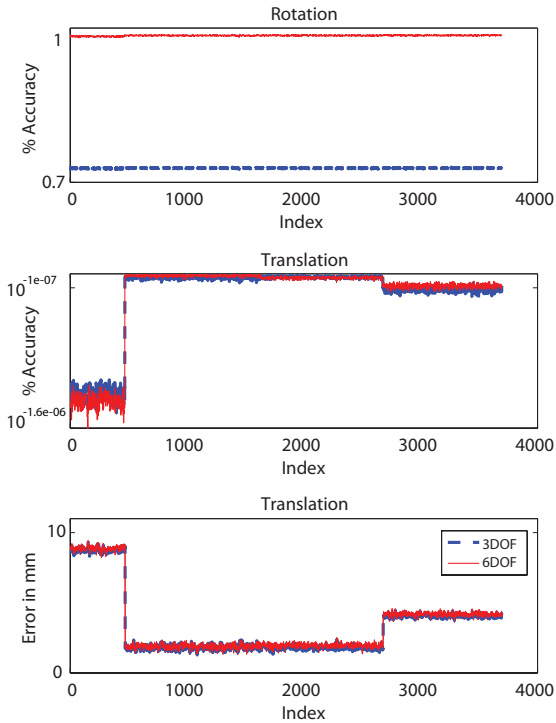 Rotation
1
% Accuracy
0.7
0 1000 2000 3000 4000
Index
Translation
10^-1e-07
% Accuracy
10^-1.6e-06
0 1000 2000 3000 4000
Index
Translation
10
Error in mm
0
3DOF
6DOF
0 1000 2000 3000 4000
Index